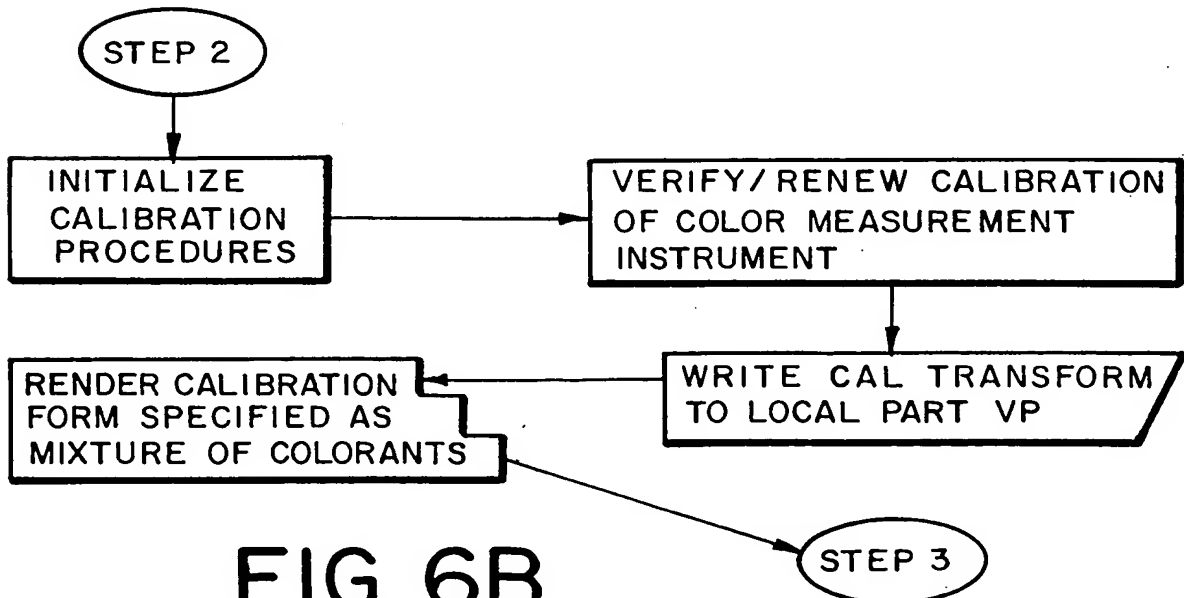 STEP 2
INITIALIZE
CALIBRATION
PROCEDURES
VERIFY/RENEW CALIBRATION
OF COLOR MEASUREMENT
INSTRUMENT
WRITE CAL TRANSFORM
TO LOCAL PART VP
RENDER CALIBRATION
FORM SPECIFIED AS
MIXTURE OF COLORANTS
STEP 3
FIG 6B